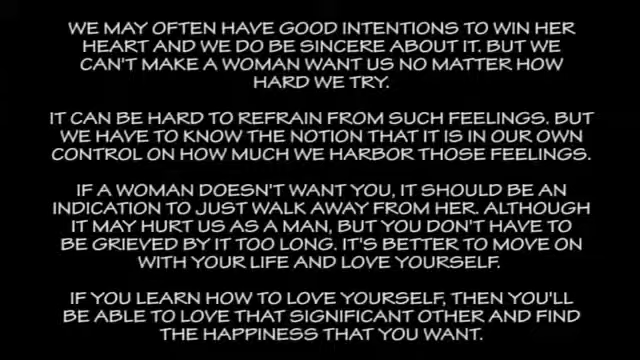 WE MAY OFTEN HAVE GOOD INTENTIONS TO WIN HER
HEART AND WE DO BE SINCERE ABOUT IT. BUT WE
CAN'T MAKE A WOMAN WANT US NO MATTER HOW
HARD WE TRY.
IT CAN BE HARD TO REFRAIN FROM SUCH FEELINGS. BUT
WE HAVE TO KNOW THE NOTION THAT IT IS IN OUR OWN
CONTROL ON HOW MUCH WE HARBOR THOSE FEELINGS.
IF A WOMAN DOESN'T WANT YOU, IT SHOULD BE AN
INDICATION TO JUST WALK AWAY FROM HER. ALTHOUGH
IT MAY HURT US AS A MAN, BUT YOU DON'T HAVE TO
BE GRIEVED BY IT TOO LONG. IT'S BETTER TO MOVE ON
WITH YOUR LIFE AND LOVE YOURSELF.
IF YOU LEARN HOW TO LOVE YOURSELF, THEN YOU'LL
BE ABLE TO LOVE THAT SIGNIFICANT OTHER AND FIND
THE HAPPINESS THAT YOU WANT.